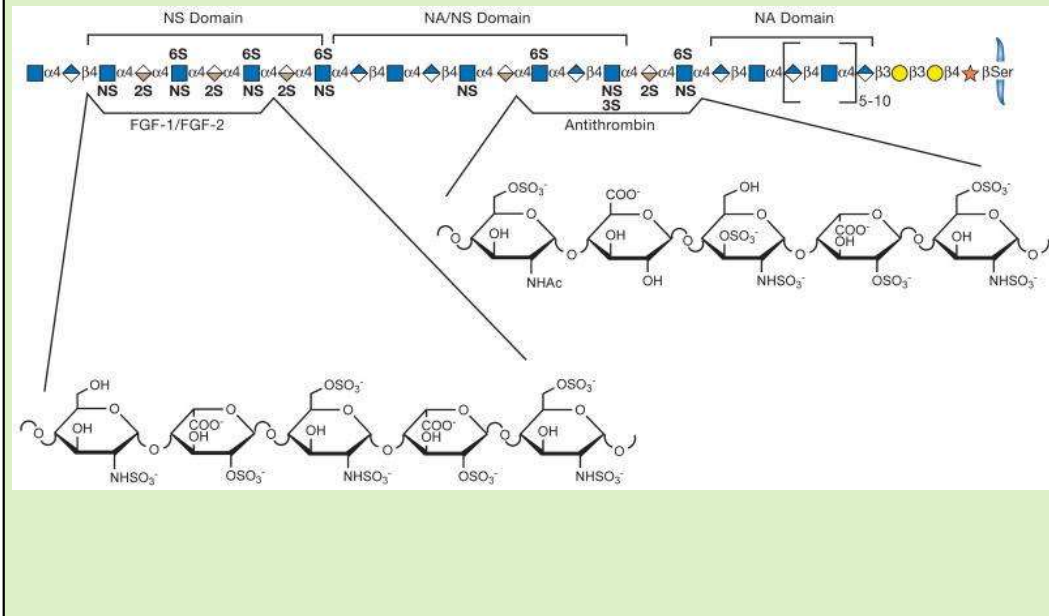 NS Domain NA/NS Domain NA Domain
6S 6S 6S 6S 6S
α4 β4 α4 α4 α4 α4 α4 α4 α4 β4 α4 β4 α4 α4 α4 β4 α4 α4 α4 β4 α4 β4 α4 β3 β3 β4 βSer
NS 2S NS 2S NS 2S NS NS NS 2S NS 5-10
3S
FGF-1/FGF-2 Antithrombin
OSO₃⁻ COO⁻ OH OSO₃⁻
O O O O O
OH OH OSO₃⁻ COO⁻ OH
O O O OH O O
NHAc OH NHSO₃⁻ OSO₃⁻ NHSO₃⁻
OH OSO₃⁻ OSO₃⁻
O O O O O
OH COO⁻ OH COO⁻ OH
O OH O O OH O O
NHSO₃⁻ OSO₃⁻ NHSO₃⁻ OSO₃⁻ NHSO₃⁻